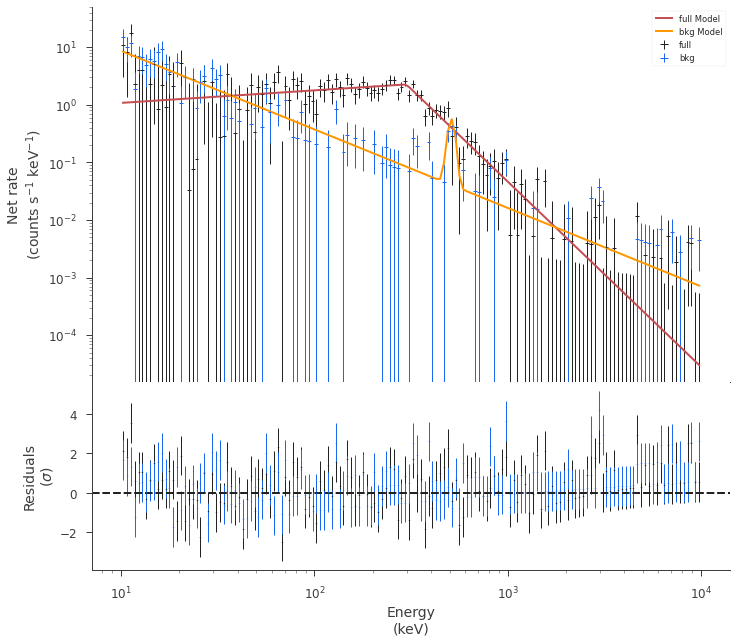 full Model
bkg Model
full
bkg
Net rate
(counts s⁻¹ keV⁻¹)
10¹
10⁰
10⁻¹
10⁻²
10⁻³
10⁻⁴
Residuals
(σ)
4
2
0
−2
10¹ 10² 10³ 10⁴
Energy
(keV)